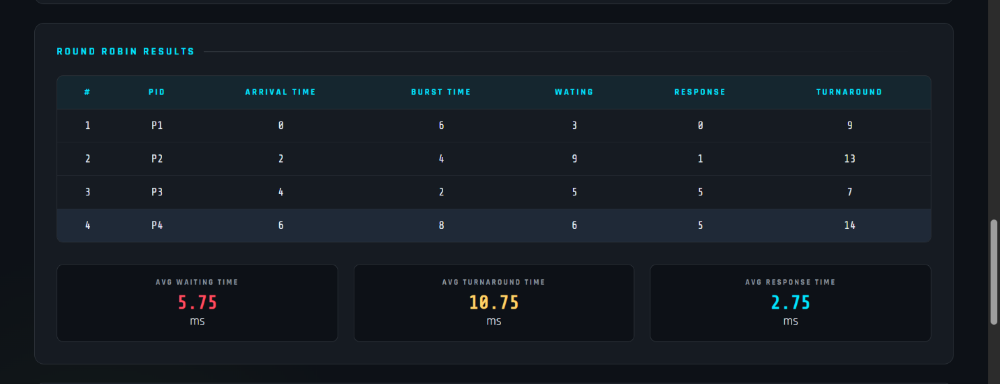 ROUND ROBIN RESULTS
# PID ARRIVAL TIME BURST TIME WATING RESPONSE TURNAROUND
1 P1 0 6 3 0 9
2 P2 2 4 9 1 13
3 P3 4 2 5 5 7
4 P4 6 8 6 5 14
AVG WAITING TIME AVG TURNAROUND TIME AVG RESPONSE TIME
5.75 10.75 2.75
ms ms ms